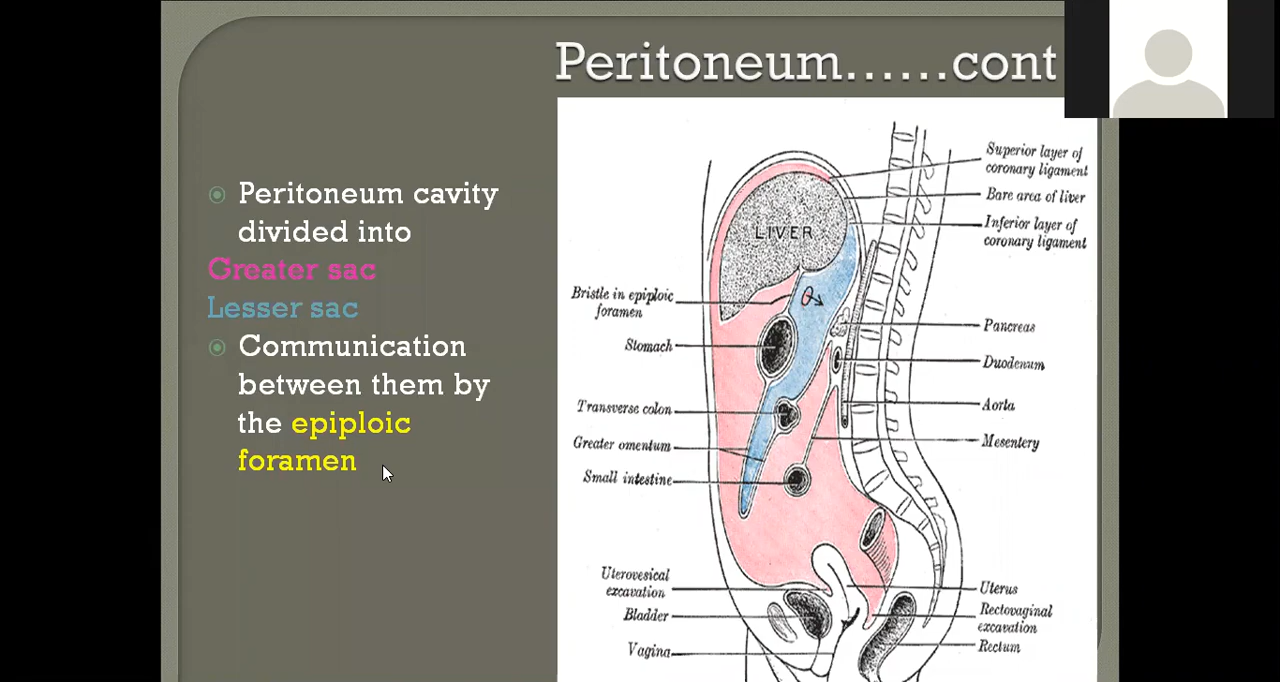 Peritoneum......cont
Peritoneum cavity
divided into
Greater sac
Lesser sac
Communication
between them by
the epiploic
foramen
Superior layer of
coronary ligament
Bare area of liver
Inferior layer of
coronary ligament
LIVER
Bristle in epiploic
foramen
Stomach
Pancreas
Duodenum
Transverse colon
Aorta
Greater omentum
Mesentery
Small intestine
Uterovesical
excavation
Uterus
Bladder
Rectovaginal
excavation
Vagina
Rectum